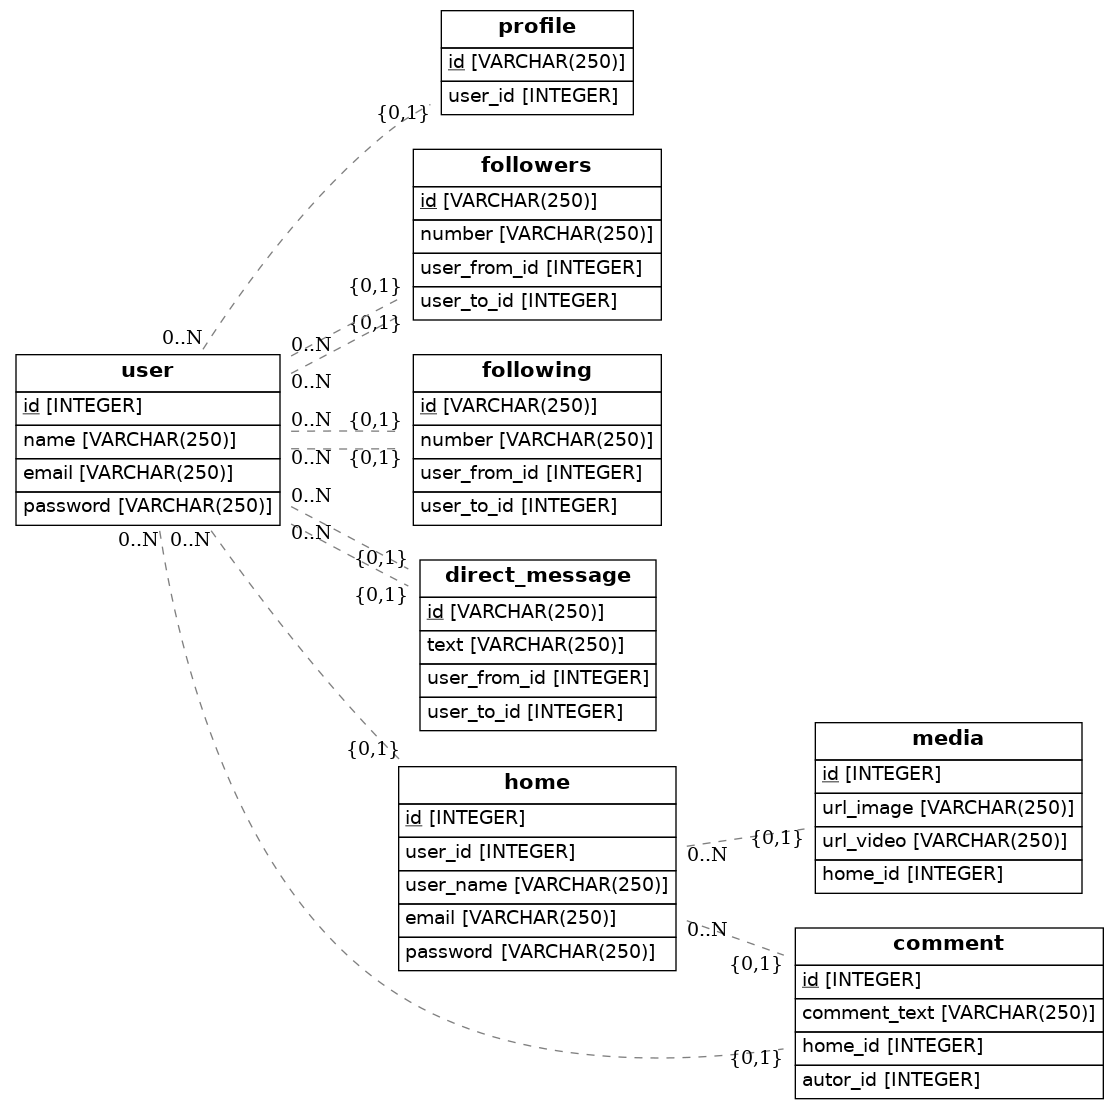 profile
id [VARCHAR(250)]
user_id [INTEGER]
{0,1}
0..N
followers
id [VARCHAR(250)]
number [VARCHAR(250)]
user_from_id [INTEGER]
user_to_id [INTEGER]
{0,1}
{0,1}
0..N
0..N
user
id [INTEGER]
name [VARCHAR(250)]
email [VARCHAR(250)]
password [VARCHAR(250)]
following
id [VARCHAR(250)]
number [VARCHAR(250)]
user_from_id [INTEGER]
user_to_id [INTEGER]
0..N
{0,1}
0..N
{0,1}
0..N
0..N
{0,1}
{0,1}
0..N
0..N
direct_message
id [VARCHAR(250)]
text [VARCHAR(250)]
user_from_id [INTEGER]
user_to_id [INTEGER]
{0,1}
home
id [INTEGER]
user_id [INTEGER]
user_name [VARCHAR(250)]
email [VARCHAR(250)]
password [VARCHAR(250)]
media
id [INTEGER]
url_image [VARCHAR(250)]
url_video [VARCHAR(250)]
home_id [INTEGER]
0..N
{0,1}
0..N
{0,1}
comment
id [INTEGER]
comment_text [VARCHAR(250)]
home_id [INTEGER]
autor_id [INTEGER]
{0,1}